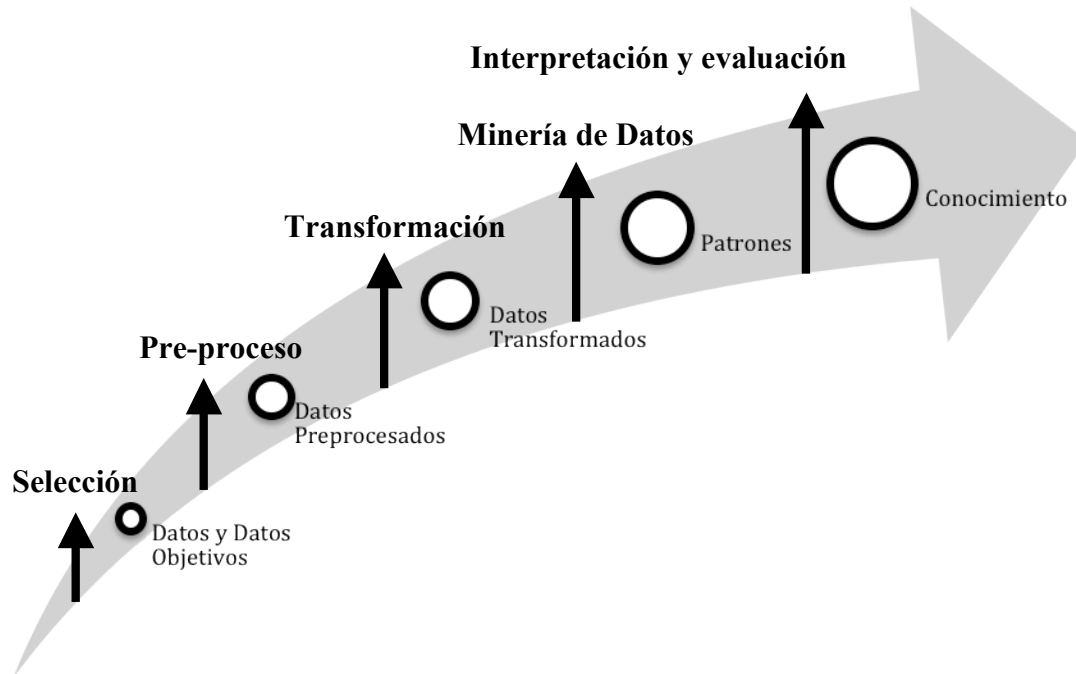 Interpretación y evaluación
Minería de Datos
Conocimiento
Transformación
Patrones
Datos
Transformados
Pre-proceso
Datos
Preprocesados
Selección
Datos y Datos
Objetivos